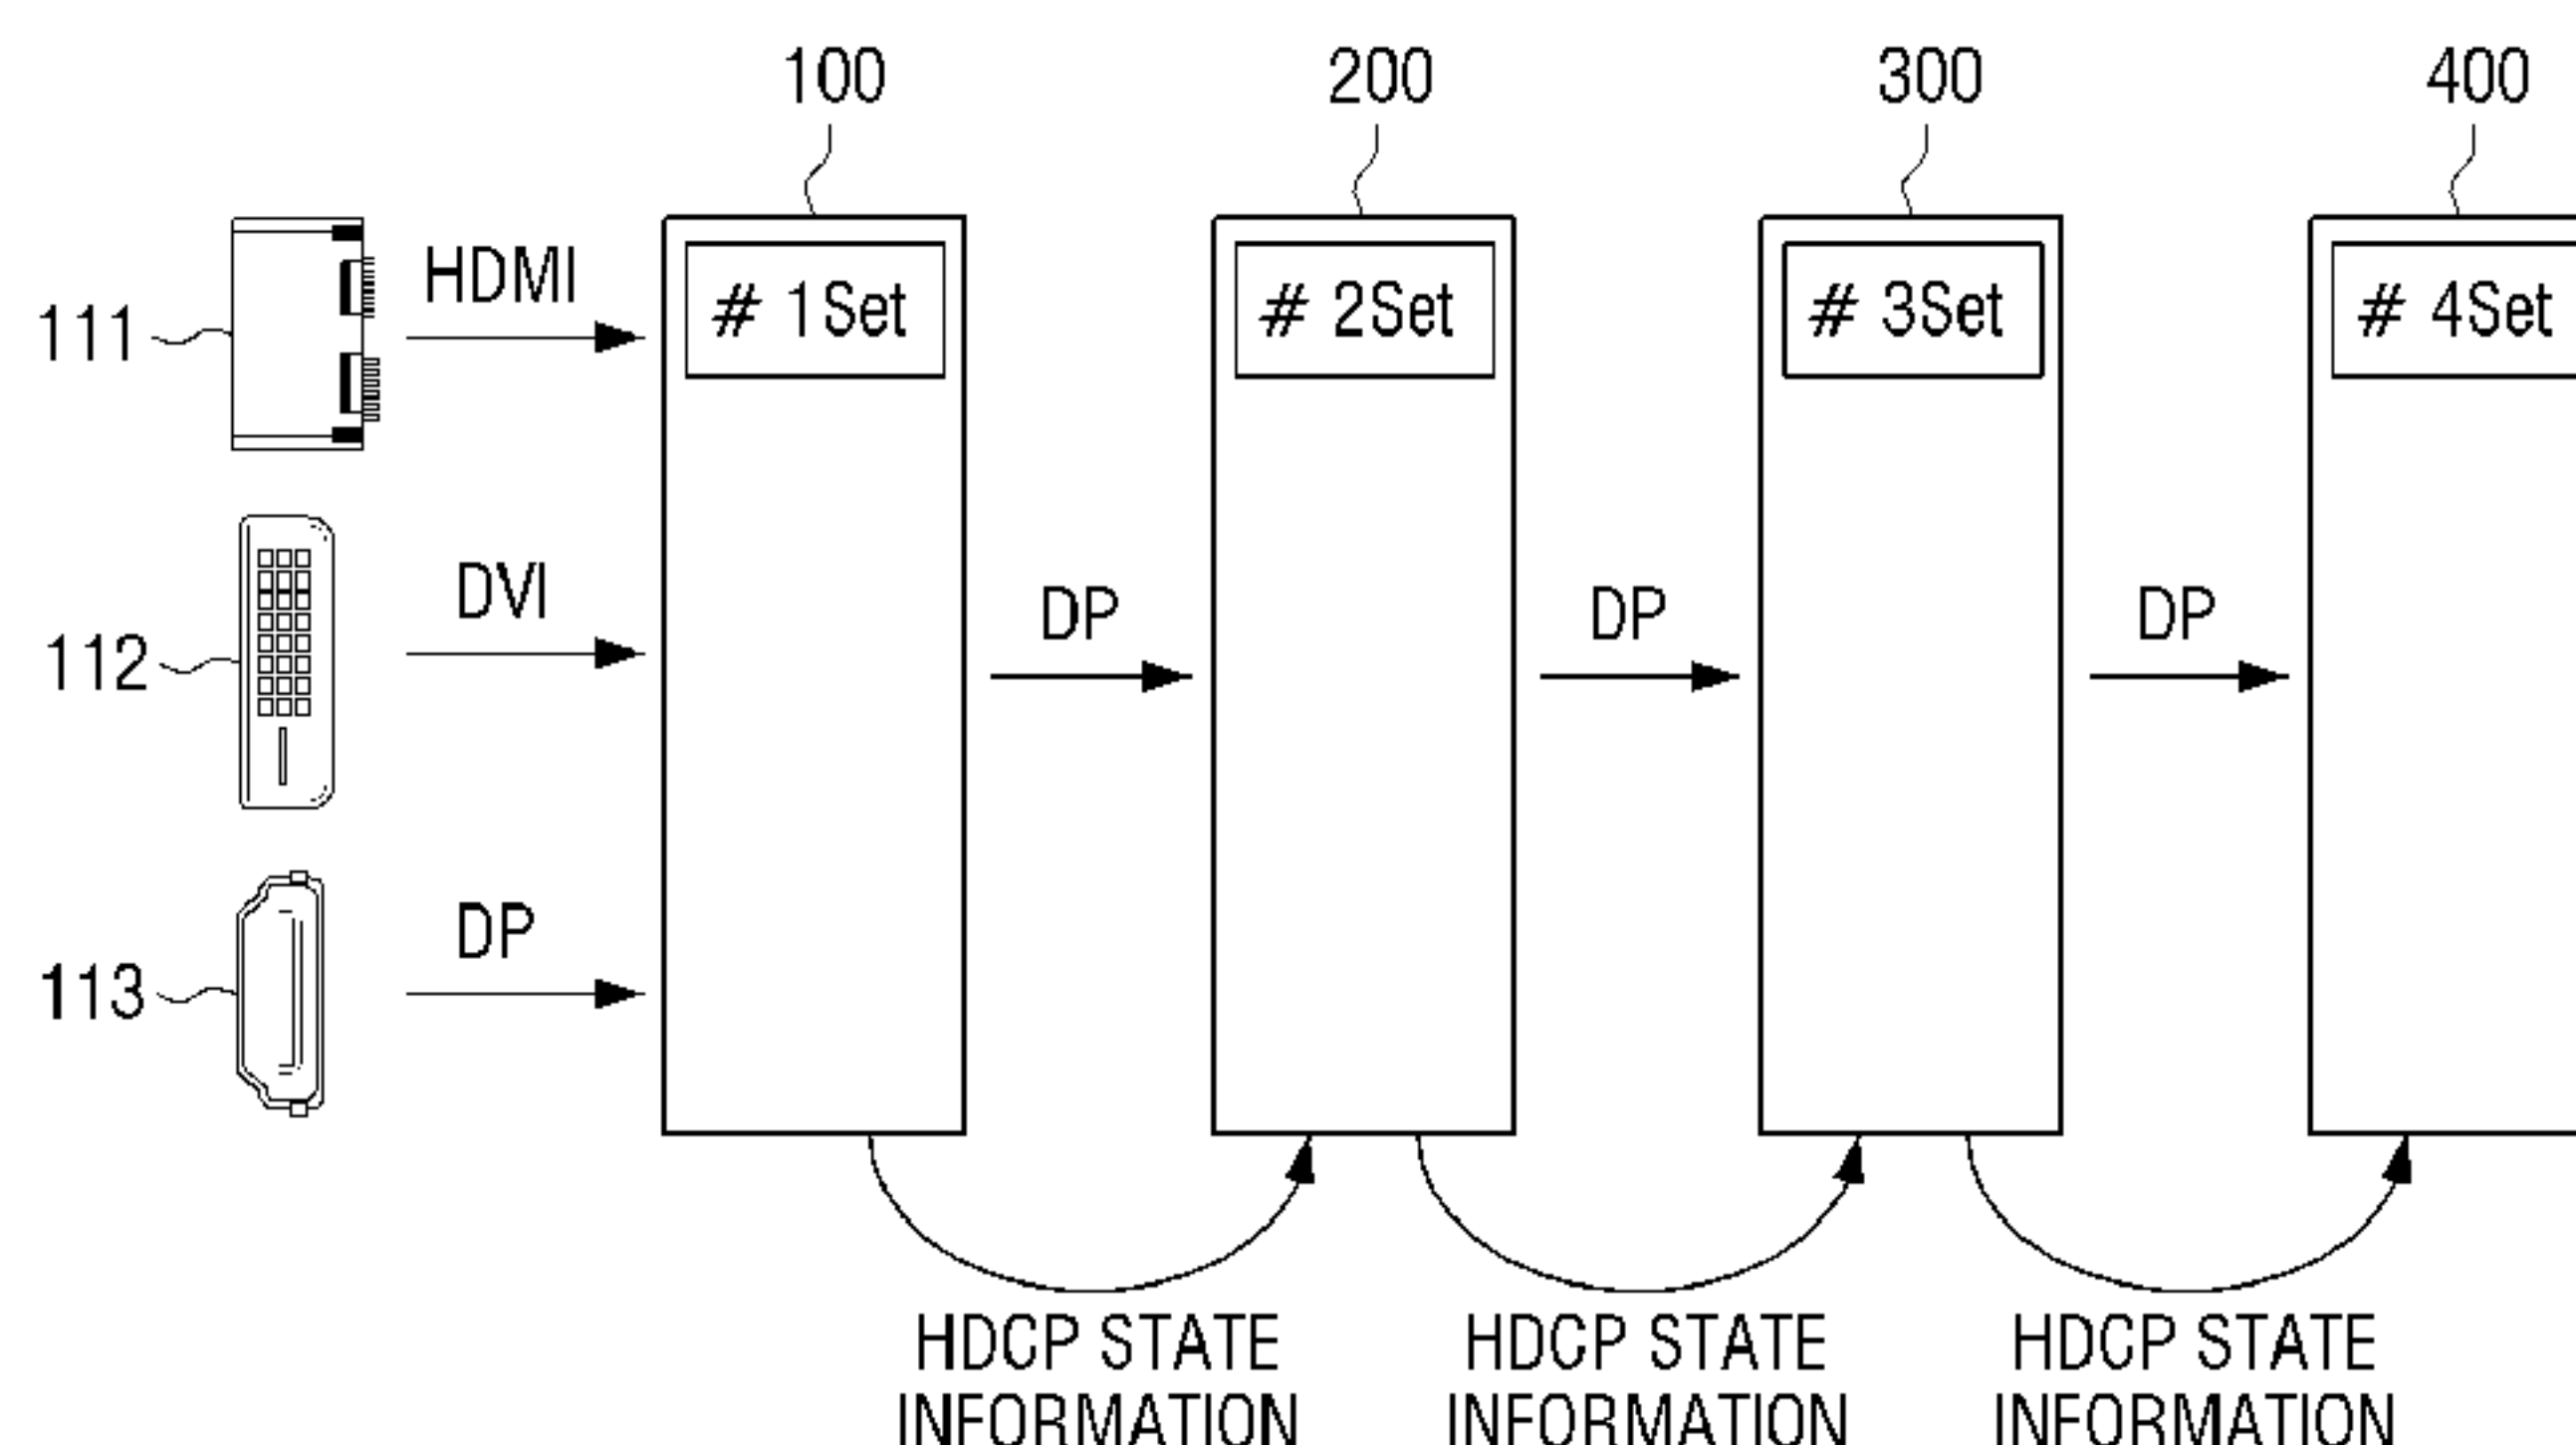 100
200
300
400
# 1Set
# 2Set
# 3Set
# 4Set
111
HDMI
112
DVI
DP
DP
DP
113
DP
HDCP STATE
INFORMATION
HDCP STATE
INFORMATION
HDCP STATE
INFORMATION